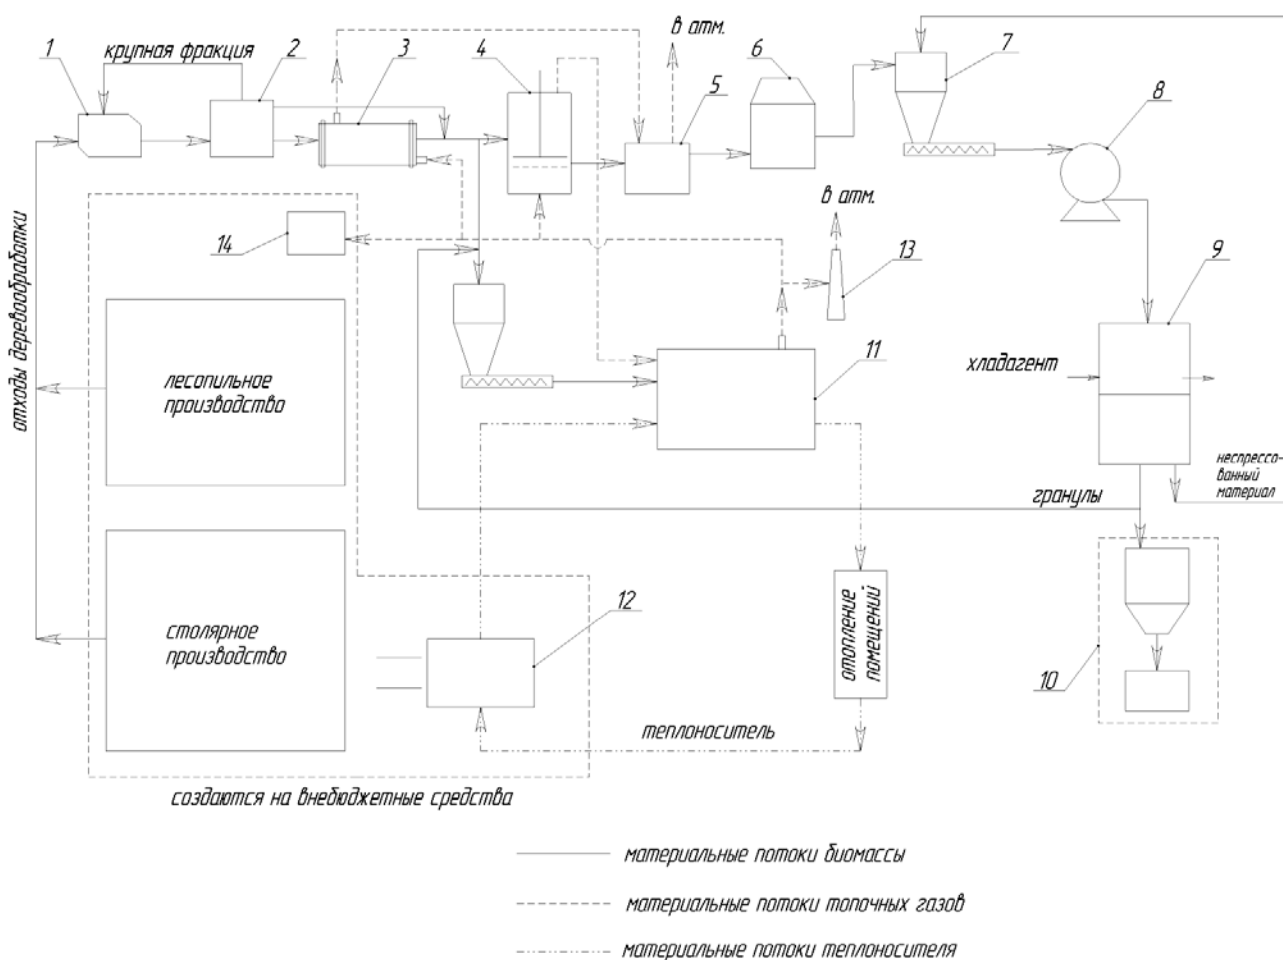 в атм.
1
крупная фракция
2
3
4
5
6
7
8
в атм.
14
13
9
отходы деревообработки
хладагент
11
лесопильное
производство
неспрессо-
ванный
материал
гранулы
12
столярное
производство
отопление
помещений
10
теплоноситель
создаются на внебюджетные средства
материальные потоки биомассы
материальные потоки топочных газов
материальные потоки теплоносителя